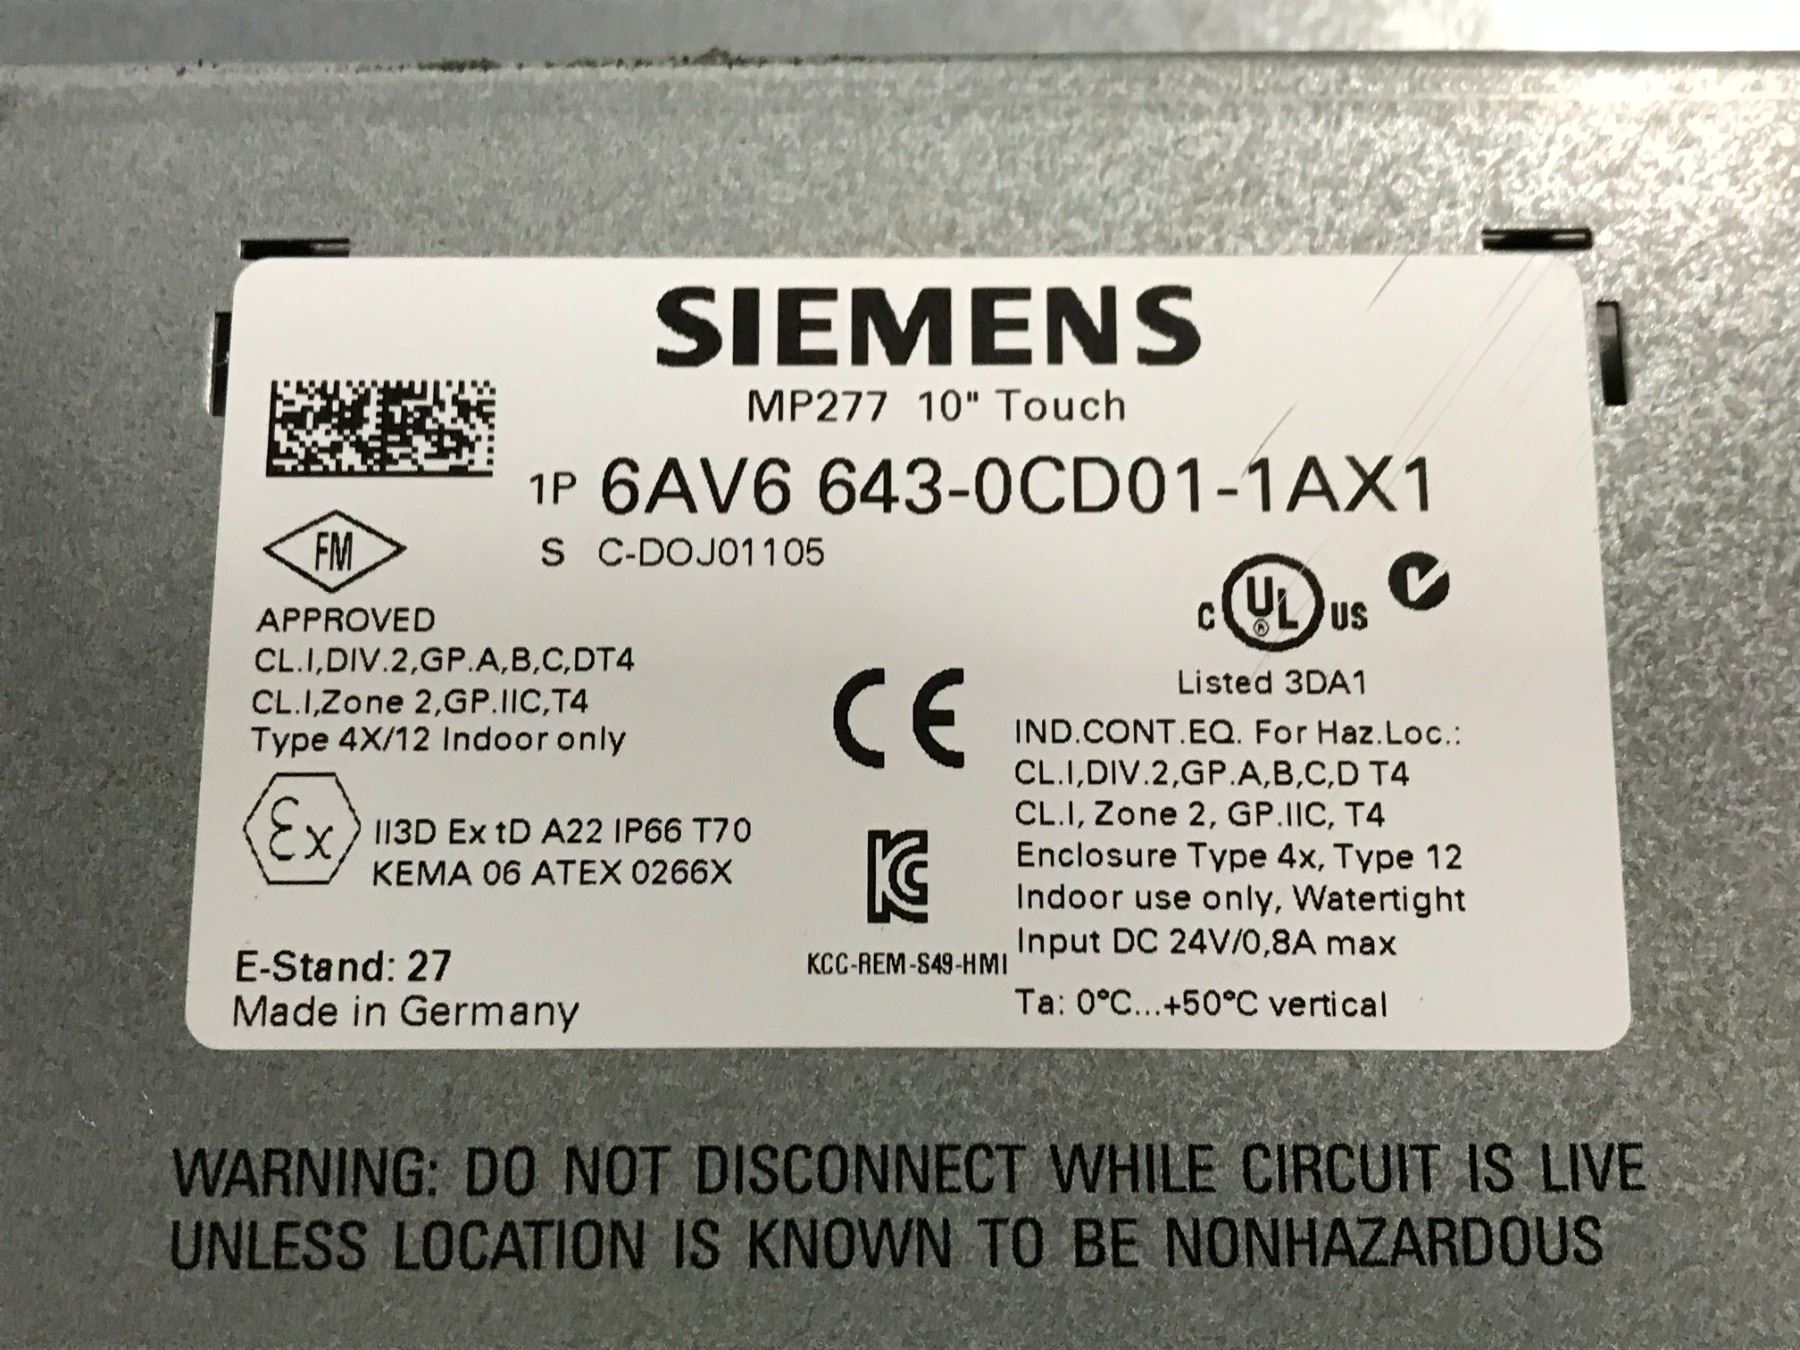 SIEMENS
MP277 10" Touch
1P 6AV6 643-0CD01-1AX1
S C-DOJ01105
FM
APPROVED
CL.I,DIV.2,GP.A,B,C,DT4
CL.I,Zone 2,GP.IIC,T4
Type 4X/12 Indoor only
Ex II3D Ex tD A22 IP66 T70
KEMA 06 ATEX 0266X
E-Stand: 27
Made in Germany
CE
KC
KCC-REM-S49-HMI
C UL® US
Listed 3DA1
IND.CONT.EQ. For Haz.Loc.:
CL.I,DIV.2,GP.A,B,C,D T4
CL.I, Zone 2, GP.IIC, T4
Enclosure Type 4x, Type 12
Indoor use only, Watertight
Input DC 24V/0,8A max
Ta: 0°C...+50°C vertical
WARNING: DO NOT DISCONNECT WHILE CIRCUIT IS LIVE
UNLESS LOCATION IS KNOWN TO BE NONHAZARDOUS